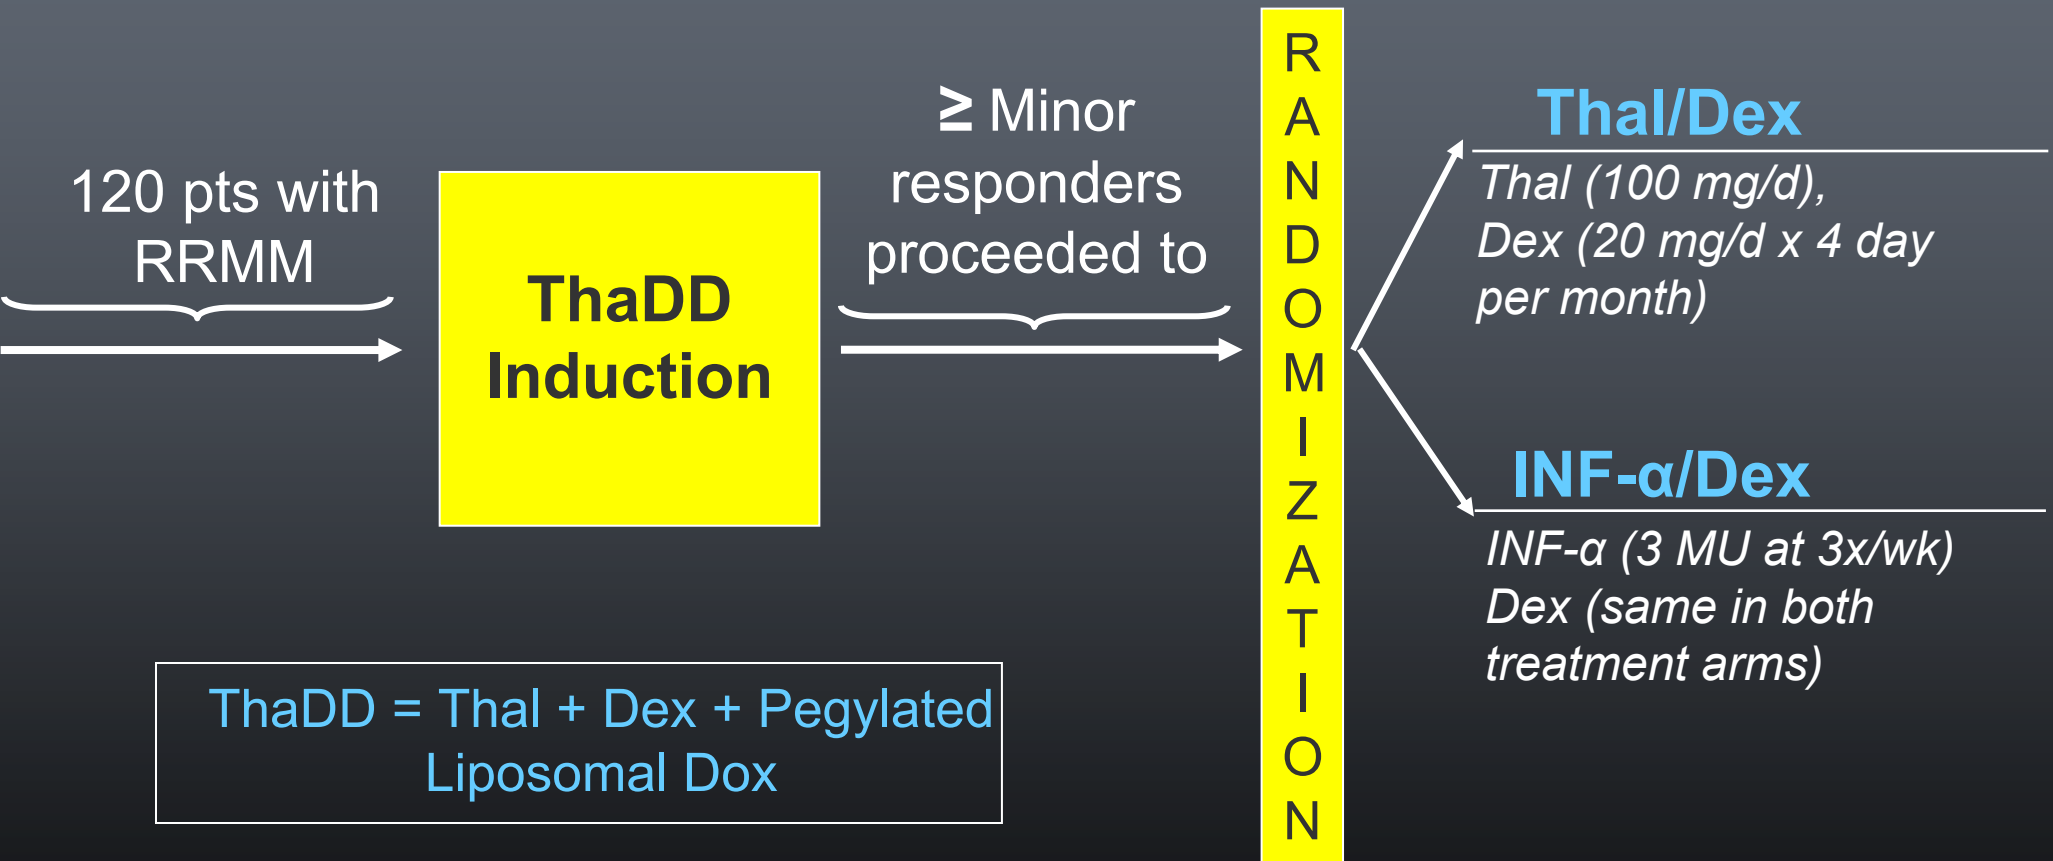 120 pts with
RRMM
ThaDD
Induction
≥ Minor
responders
proceeded to
R
A
N
D
O
M
I
Z
A
T
I
O
N
Thal/Dex
Thal (100 mg/d),
Dex (20 mg/d x 4 day
per month)
INF-α/Dex
INF-α (3 MU at 3x/wk)
Dex (same in both
treatment arms)
ThaDD = Thal + Dex + Pegylated
Liposomal Dox